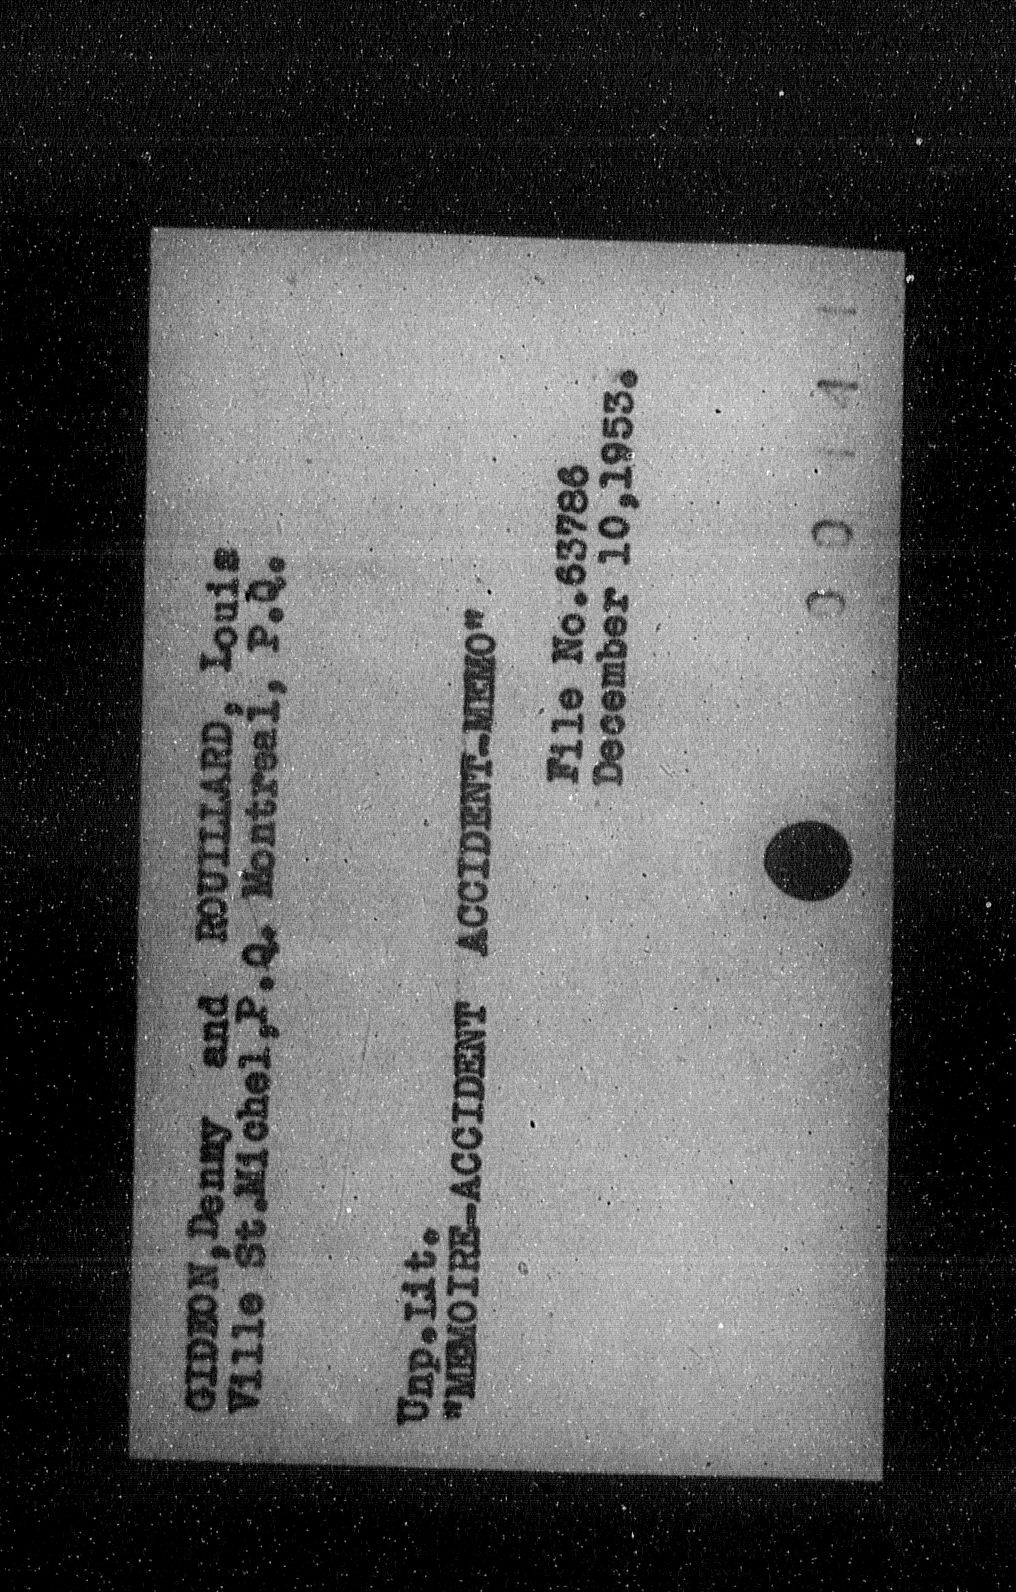 GIDEON,Denny and ROUILLARD, Louis
Ville St.Michel,P.Q. Montreal, P.Q.
Unp.Lit.
"MEMOIRE-ACCIDENT ACCIDENT-MEMO"
File No.63786
December 10,1953.